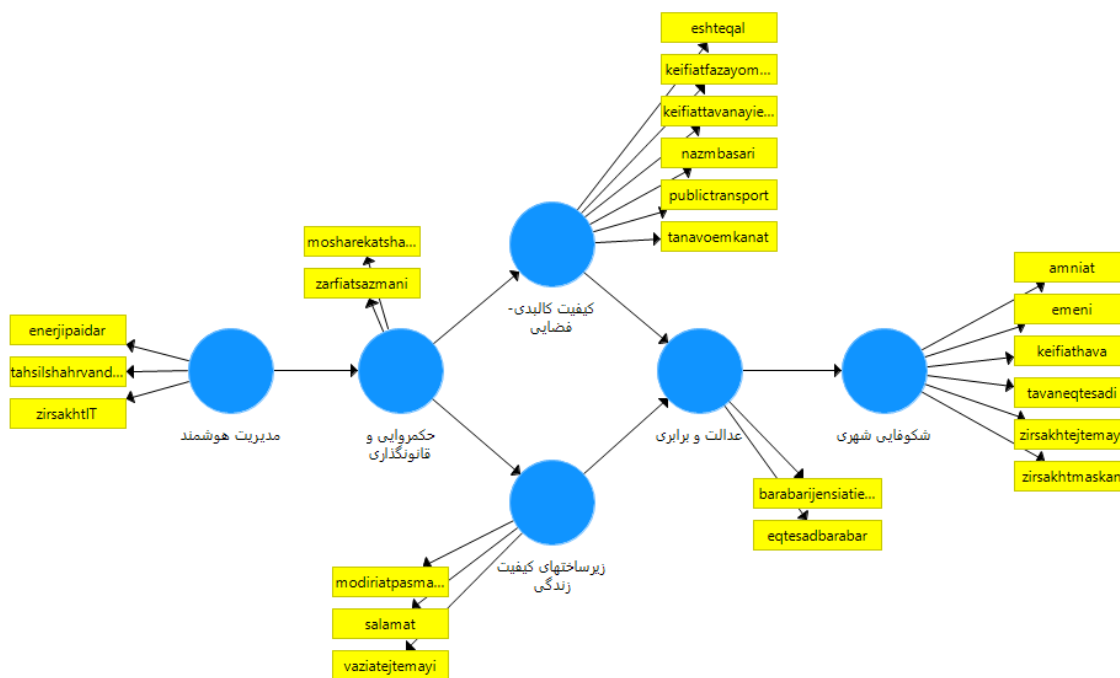 eshteqal
keifiatfazayom...
keifiattavanayie...
nazmbasari
publictransport
tanavoemkanat
کیفیت کالبدی-
فضایی
mosharekatsha...
zarfiatsazmani
حکمروایی و
قانونگذاری
enerjipaidar
tahsilshahrvand...
zirsakhtIT
مدیریت هوشمند
عدالت و برابری
barabarijensiatie...
eqtesadbarabar
amniat
emeni
keifiathava
tavaneqtesadi
zirsakhtejtemayi
zirsakhtmaskan
شکوفایی شهری
زیرساختهای کیفیت
زندگی
modiriatpasma...
salamat
vaziatejtemayi